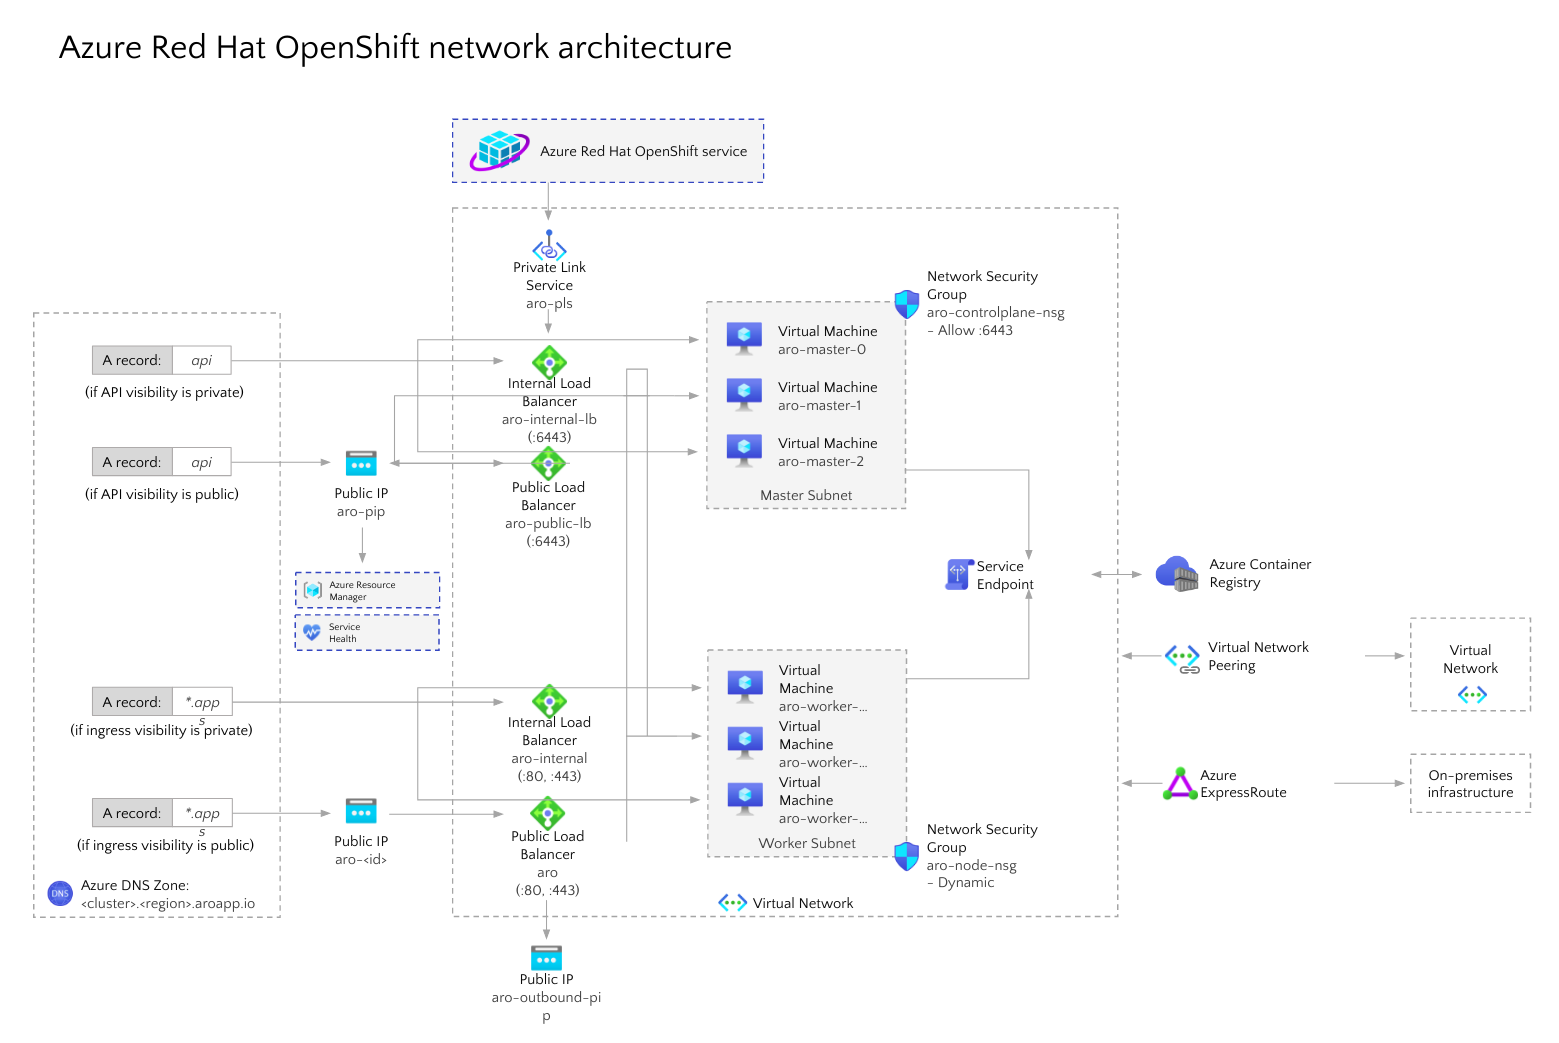 Azure Red Hat OpenShift network architecture
Azure Red Hat OpenShift service
Private Link
Service
aro-pls
Network Security
Group
aro-controlplane-nsg
- Allow :6443
A record:
api
(if API visibility is private)
Internal Load
Balancer
aro-internal-lb
(:6443)
Virtual Machine
aro-master-0
Virtual Machine
aro-master-1
Virtual Machine
aro-master-2
Master Subnet
A record:
api
(if API visibility is public)
Public IP
aro-pip
Public Load
Balancer
aro-public-lb
(:6443)
Azure Resource
Manager
Service
Health
Service
Endpoint
Azure Container
Registry
Virtual Network
Peering
Virtual
Network
A record:
*.app
s
(if ingress visibility is private)
Internal Load
Balancer
aro-internal
(:80, :443)
Virtual
Machine
aro-worker-...
Virtual
Machine
aro-worker-...
Virtual
Machine
aro-worker-...
Worker Subnet
Azure
ExpressRoute
On-premises
infrastructure
A record:
*.app
s
(if ingress visibility is public)
Public IP
aro-<id>
Public Load
Balancer
aro
(:80, :443)
Network Security
Group
aro-node-nsg
- Dynamic
DNS
Azure DNS Zone:
<cluster>.<region>.aroapp.io
Virtual Network
Public IP
aro-outbound-pi
p